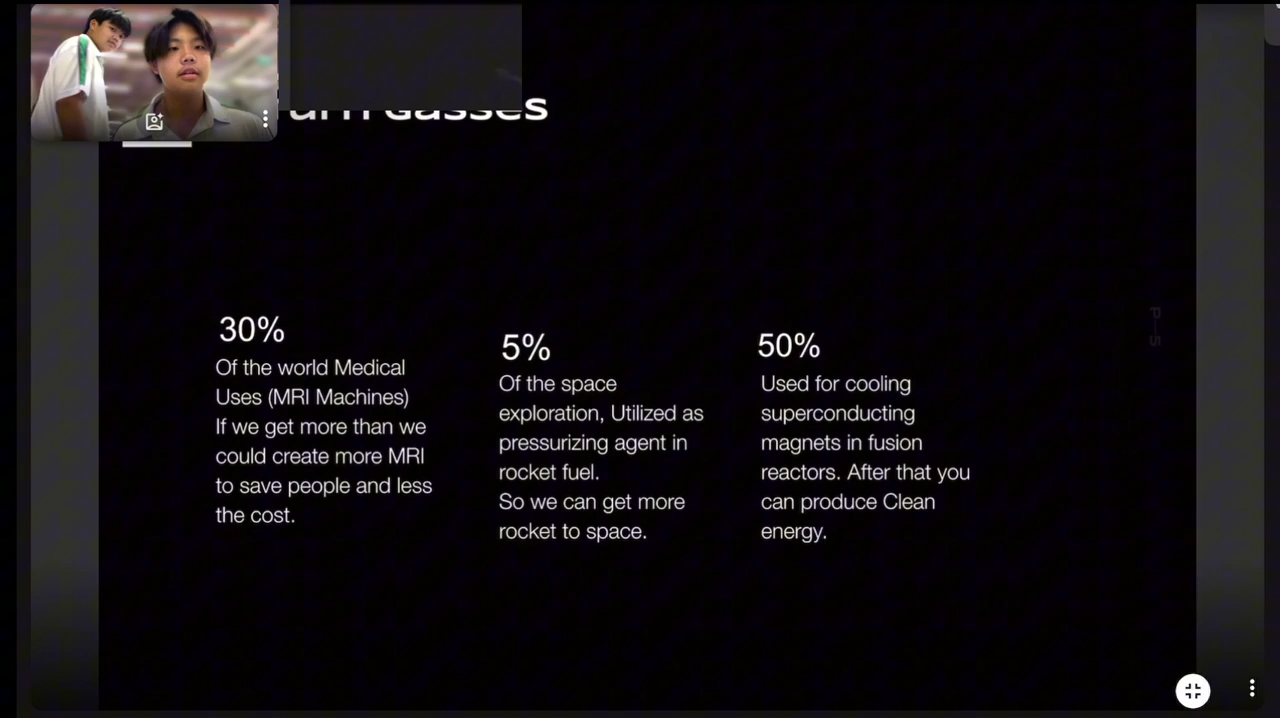 Gasses
30%
Of the world Medical
Uses (MRI Machines)
If we get more than we
could create more MRI
to save people and less
the cost.
5%
Of the space
exploration, Utilized as
pressurizing agent in
rocket fuel.
So we can get more
rocket to space.
50%
Used for cooling
superconducting
magnets in fusion
reactors. After that you
can produce Clean
energy.
P—5